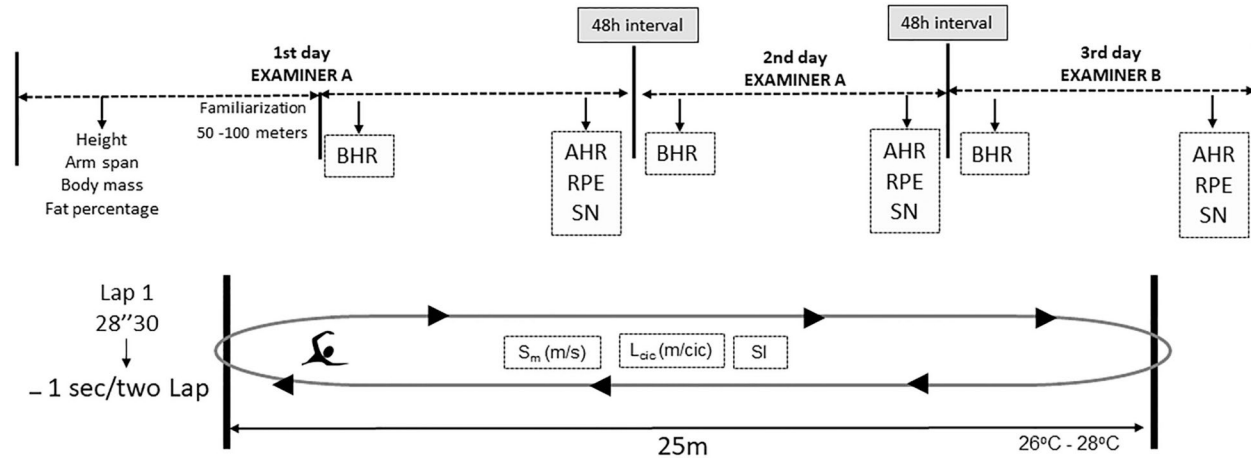 48h interval
48h interval
1st day
EXAMINER A
2nd day
EXAMINER A
3rd day
EXAMINER B
Familiarization
50 -100 meters
Height
Arm span
Body mass
Fat percentage
BHR
AHR
RPE
SN
BHR
AHR
RPE
SN
BHR
AHR
RPE
SN
Lap 1
28’’30
– 1 sec/two Lap
Sm (m/s)
Lcic (m/cic)
SI
25m
26ºC - 28ºC